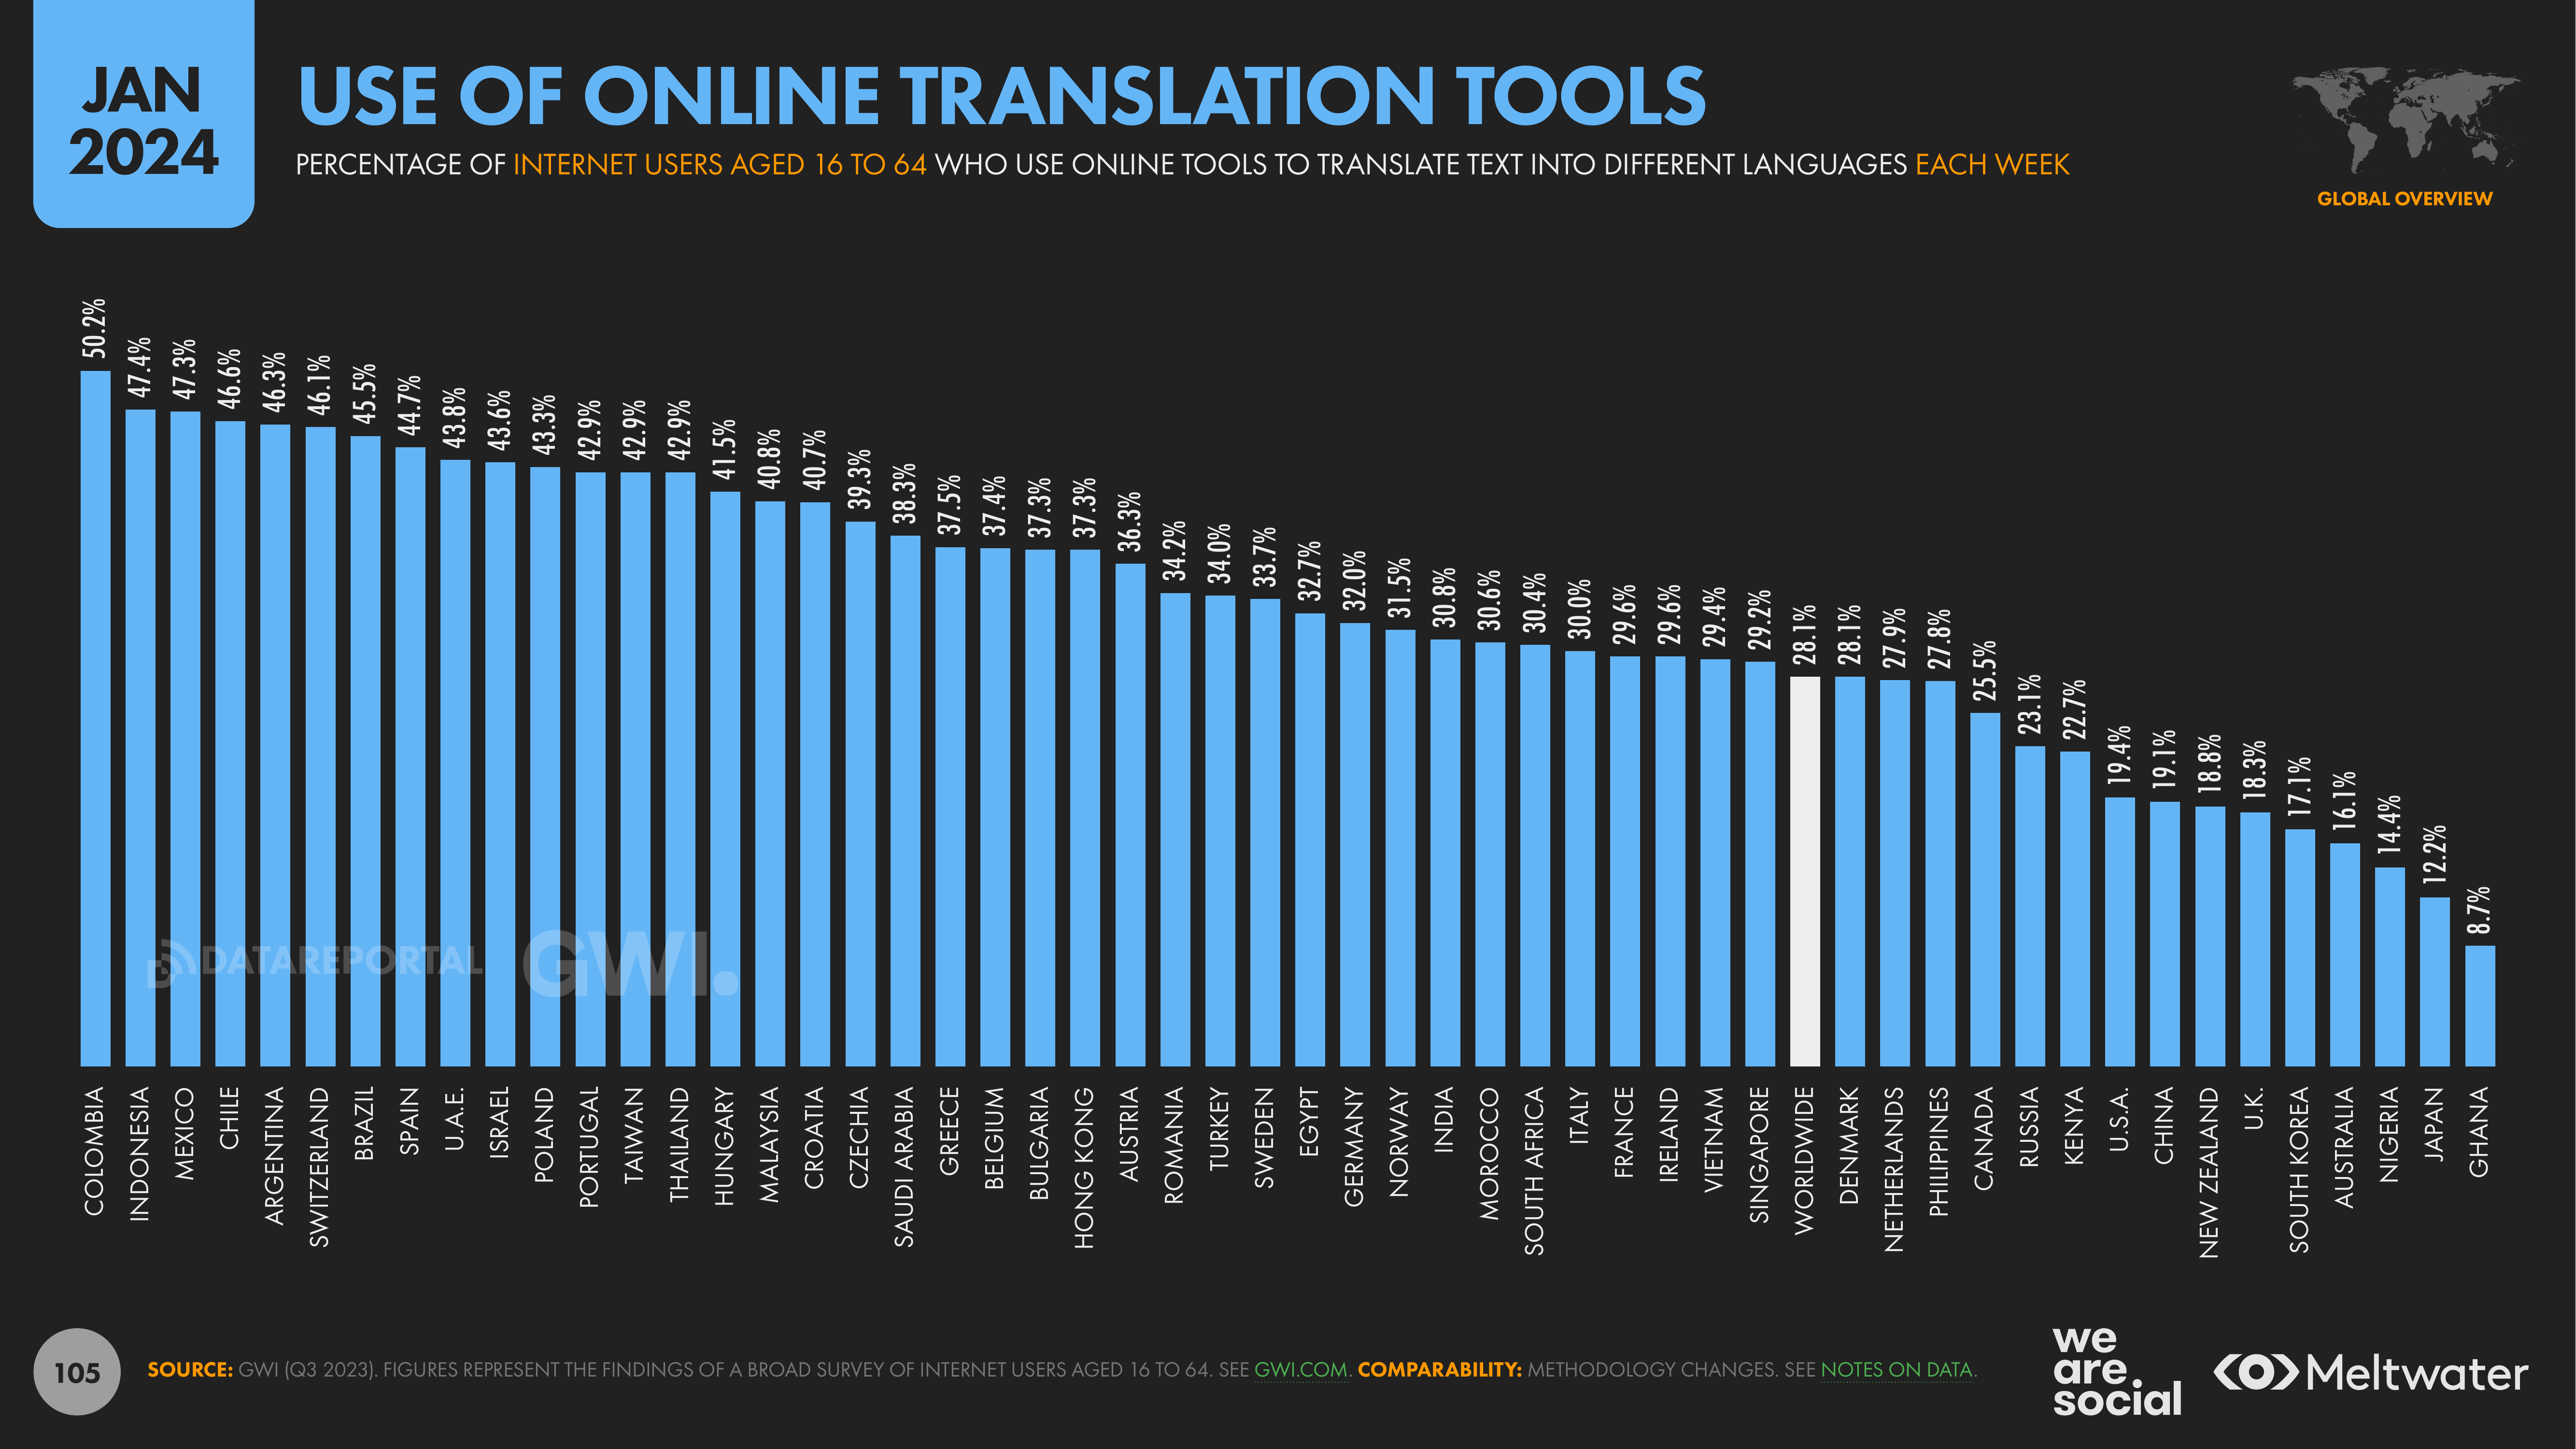 JAN
2024
USE OF ONLINE TRANSLATION TOOLS
PERCENTAGE OF INTERNET USERS AGED 16 TO 64 WHO USE ONLINE TOOLS TO TRANSLATE TEXT INTO DIFFERENT LANGUAGES EACH WEEK
GLOBAL OVERVIEW
50.2%
47.4%
47.3%
46.6%
46.3%
46.1%
45.5%
44.7%
43.8%
43.6%
43.3%
42.9%
42.9%
42.9%
41.5%
40.8%
40.7%
39.3%
38.3%
37.5%
37.4%
37.3%
37.3%
36.3%
34.2%
34.0%
33.7%
32.7%
32.0%
31.5%
30.8%
30.6%
30.4%
30.0%
29.6%
29.6%
29.4%
29.2%
28.1%
28.1%
27.9%
27.8%
25.5%
23.1%
22.7%
19.4%
19.1%
18.8%
18.3%
17.1%
16.1%
14.4%
12.2%
8.7%
DATAREPORTAL
GWI.
COLOMBIA
INDONESIA
MEXICO
CHILE
ARGENTINA
SWITZERLAND
BRAZIL
SPAIN
U.A.E.
ISRAEL
POLAND
PORTUGAL
TAIWAN
THAILAND
HUNGARY
MALAYSIA
CROATIA
CZECHIA
SAUDI ARABIA
GREECE
BELGIUM
BULGARIA
HONG KONG
AUSTRIA
ROMANIA
TURKEY
SWEDEN
EGYPT
GERMANY
NORWAY
INDIA
MOROCCO
SOUTH AFRICA
ITALY
FRANCE
IRELAND
VIETNAM
SINGAPORE
WORLDWIDE
DENMARK
NETHERLANDS
PHILIPPINES
CANADA
RUSSIA
KENYA
U.S.A.
CHINA
NEW ZEALAND
U.K.
SOUTH KOREA
AUSTRALIA
NIGERIA
JAPAN
GHANA
105
SOURCE: GWI (Q3 2023). FIGURES REPRESENT THE FINDINGS OF A BROAD SURVEY OF INTERNET USERS AGED 16 TO 64. SEE GWI.COM. COMPARABILITY: METHODOLOGY CHANGES. SEE NOTES ON DATA.
we
are.
social
Meltwater